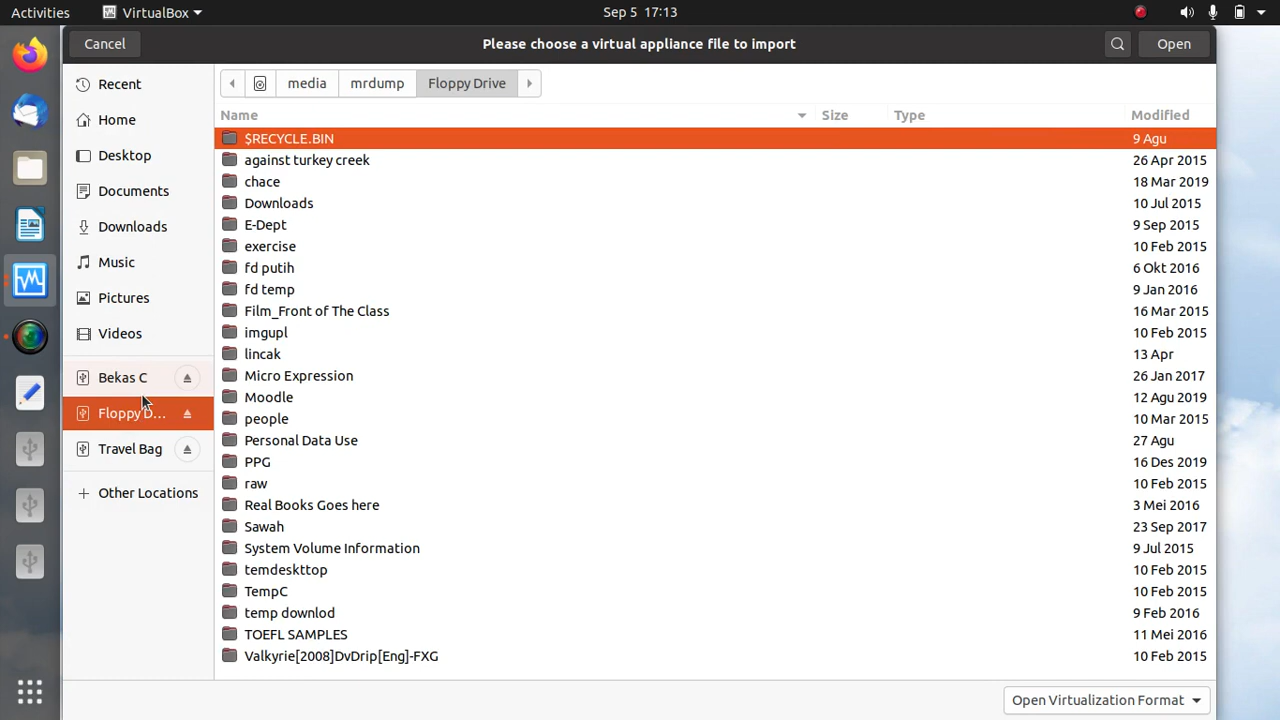 Activities VirtualBox Sep 5 17:13
Cancel Please choose a virtual appliance file to import Open
Recent
Home
Desktop
Documents
Downloads
Music
Pictures
Videos
Bekas C
Floppy D…
Travel Bag
Other Locations
media mrdump Floppy Drive
Name Size Type Modified
$RECYCLE.BIN 9 Agu
against turkey creek 26 Apr 2015
chace 18 Mar 2019
Downloads 10 Jul 2015
E-Dept 9 Sep 2015
exercise 10 Feb 2015
fd putih 6 Okt 2016
fd temp 9 Jan 2016
Film_Front of The Class 16 Mar 2015
imgupl 10 Feb 2015
lincak 13 Apr
Micro Expression 26 Jan 2017
Moodle 12 Agu 2019
people 10 Mar 2015
Personal Data Use 27 Agu
PPG 16 Des 2019
raw 10 Feb 2015
Real Books Goes here 3 Mei 2016
Sawah 23 Sep 2017
System Volume Information 9 Jul 2015
temdeskttop 10 Feb 2015
TempC 10 Feb 2015
temp downlod 9 Feb 2016
TOEFL SAMPLES 11 Mei 2016
Valkyrie[2008]DvDrip[Eng]-FXG 10 Feb 2015
Open Virtualization Format